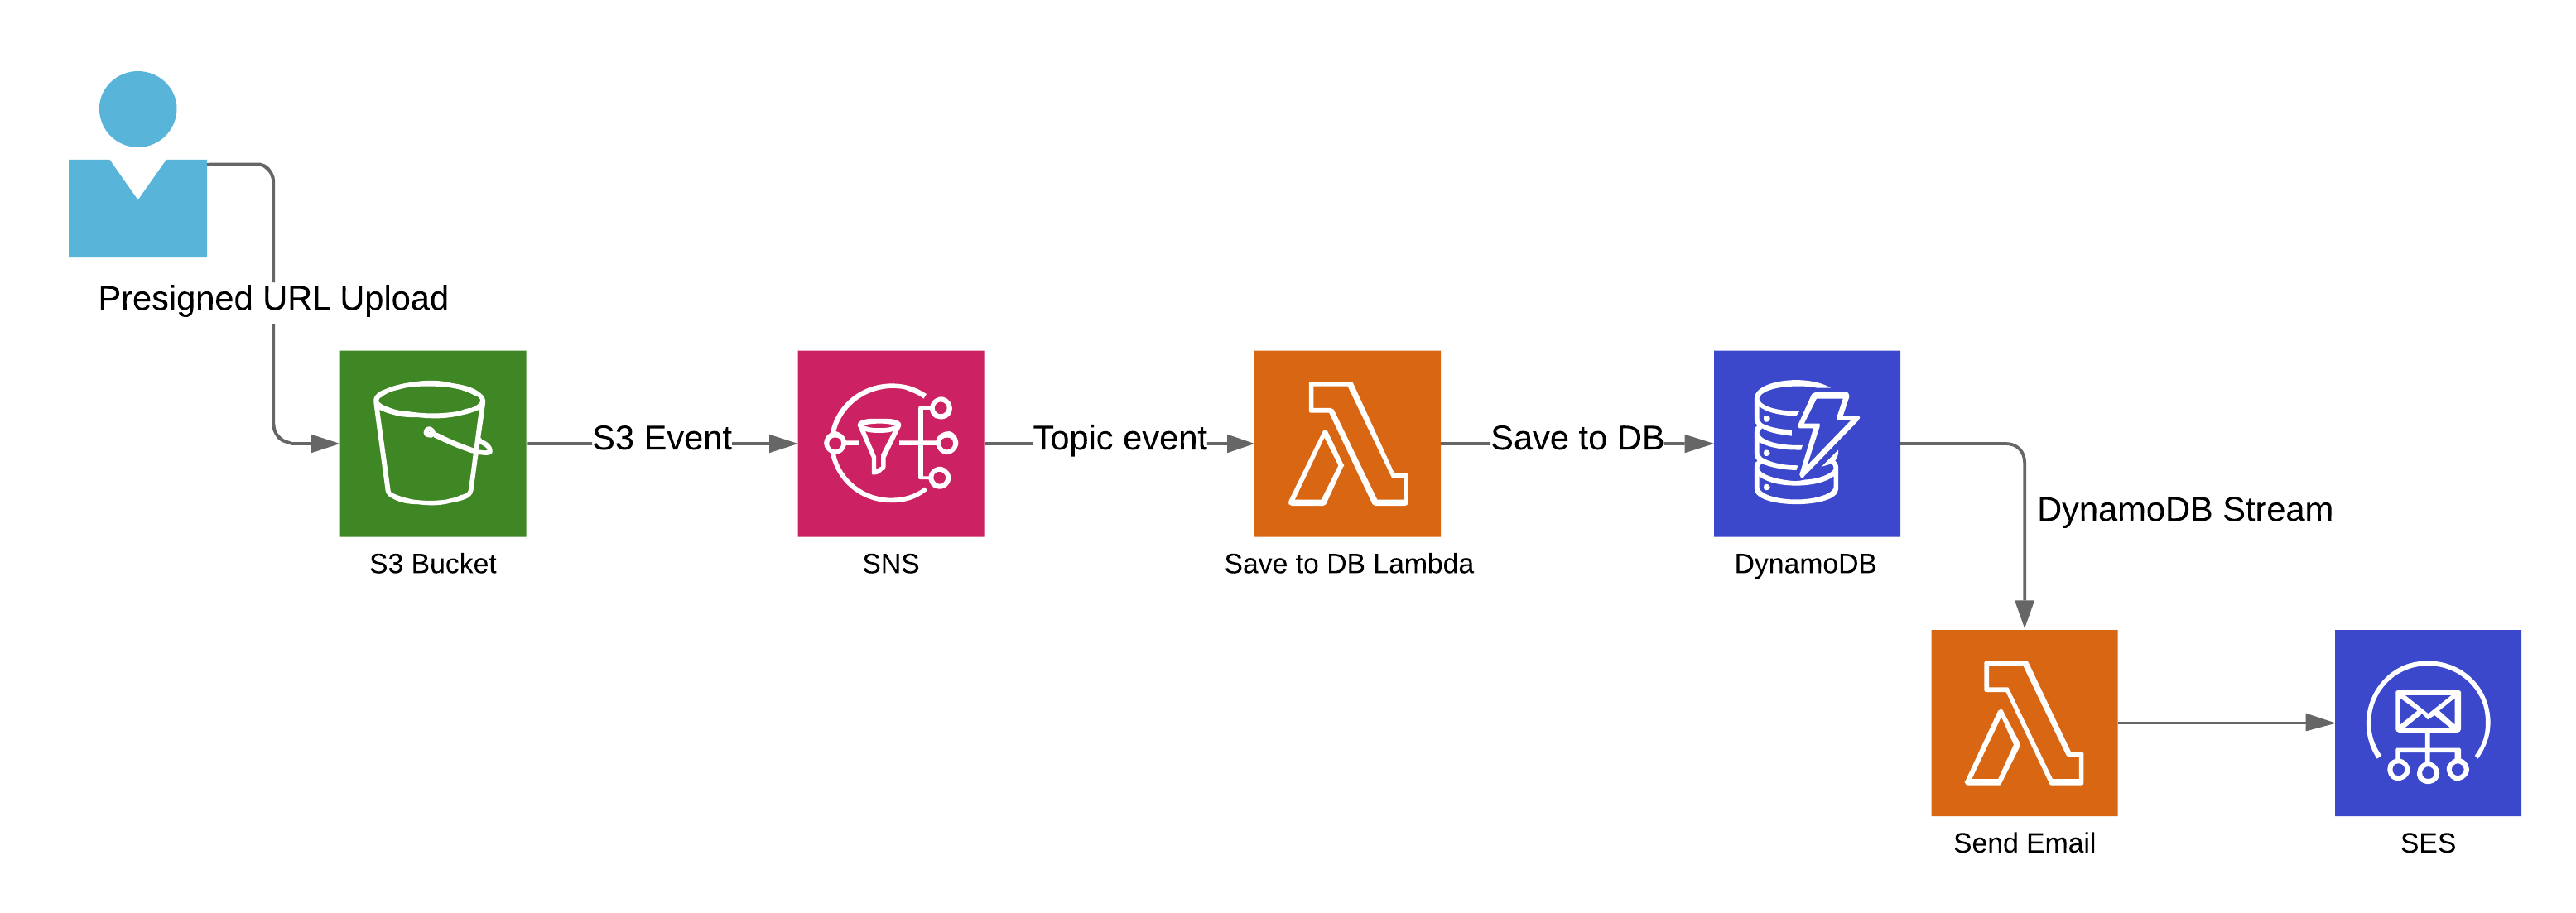 Presigned URL Upload
S3 Event
Topic event
Save to DB
DynamoDB Stream
S3 Bucket
SNS
Save to DB Lambda
DynamoDB
Send Email
SES